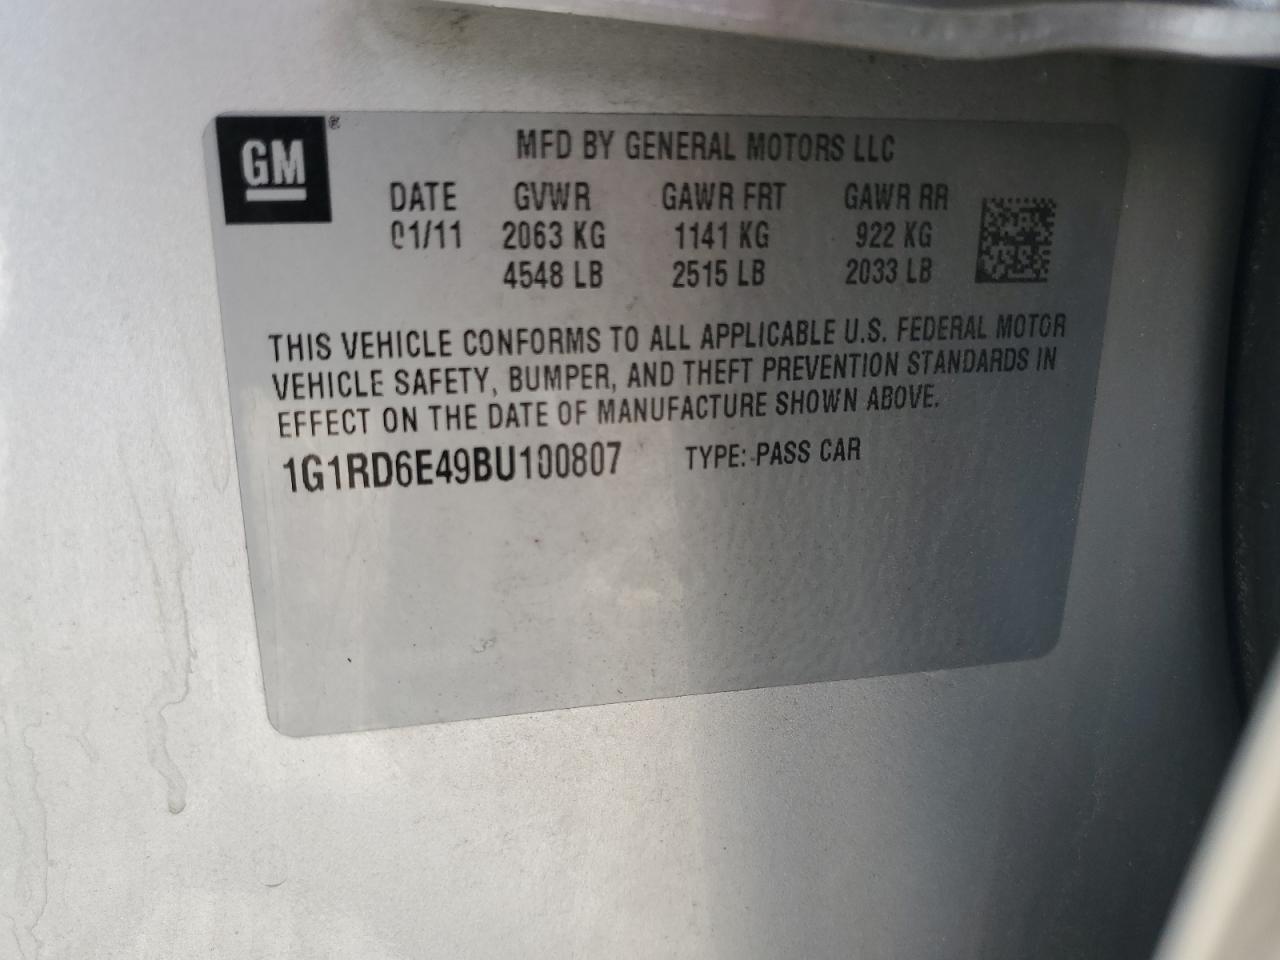 GM®
MFD BY GENERAL MOTORS LLC
DATE GVWR GAWR FRT GAWR RR
01/11 2063 KG 1141 KG 922 KG
4548 LB 2515 LB 2033 LB
THIS VEHICLE CONFORMS TO ALL APPLICABLE U.S. FEDERAL MOTOR
VEHICLE SAFETY, BUMPER, AND THEFT PREVENTION STANDARDS IN
EFFECT ON THE DATE OF MANUFACTURE SHOWN ABOVE.
1G1RD6E49BU100807 TYPE: PASS CAR